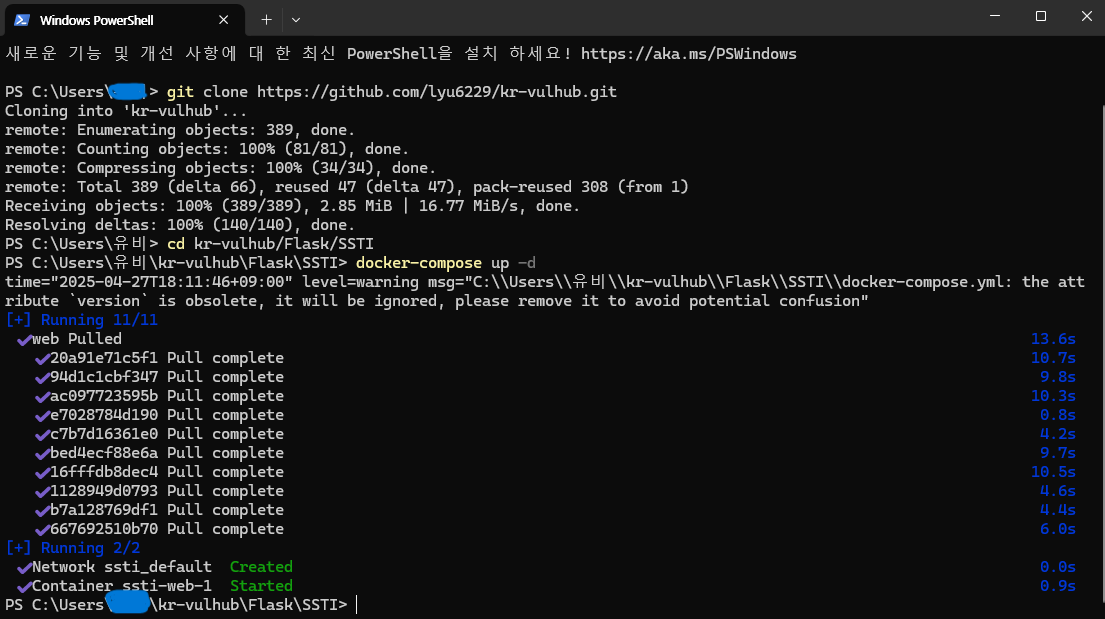 Windows PowerShell
새로운 기능 및 개선 사항에 대 한 최신 PowerShell을 설치 하세요! https://aka.ms/PSWindows
PS C:\Users\ > git clone https://github.com/lyu6229/kr-vulhub.git
Cloning into 'kr-vulhub'...
remote: Enumerating objects: 389, done.
remote: Counting objects: 100% (81/81), done.
remote: Compressing objects: 100% (34/34), done.
remote: Total 389 (delta 66), reused 47 (delta 47), pack-reused 308 (from 1)
Receiving objects: 100% (389/389), 2.85 MiB | 16.77 MiB/s, done.
Resolving deltas: 100% (140/140), done.
PS C:\Users\유비> cd kr-vulhub/Flask/SSTI
PS C:\Users\유비\kr-vulhub\Flask\SSTI> docker-compose up -d
time="2025-04-27T18:11:46+09:00" level=warning msg="C:\\Users\\유비\\kr-vulhub\\Flask\\SSTI\\docker-compose.yml: the att
ribute `version` is obsolete, it will be ignored, please remove it to avoid potential confusion"
[+] Running 11/11
✔web Pulled 13.6s
✔20a91e71c5f1 Pull complete 10.7s
✔94d1c1cbf347 Pull complete 9.8s
✔ac097723595b Pull complete 10.3s
✔e7028784d190 Pull complete 0.8s
✔c7b7d16361e0 Pull complete 4.2s
✔bed4ecf88e6a Pull complete 9.7s
✔16fffdb8dec4 Pull complete 10.5s
✔1128949d0793 Pull complete 4.6s
✔b7a128769df1 Pull complete 4.4s
✔667692510b70 Pull complete 6.0s
[+] Running 2/2
✔Network ssti_default Created 0.0s
✔Container ssti-web-1 Started 0.9s
PS C:\Users\ \kr-vulhub\Flask\SSTI>